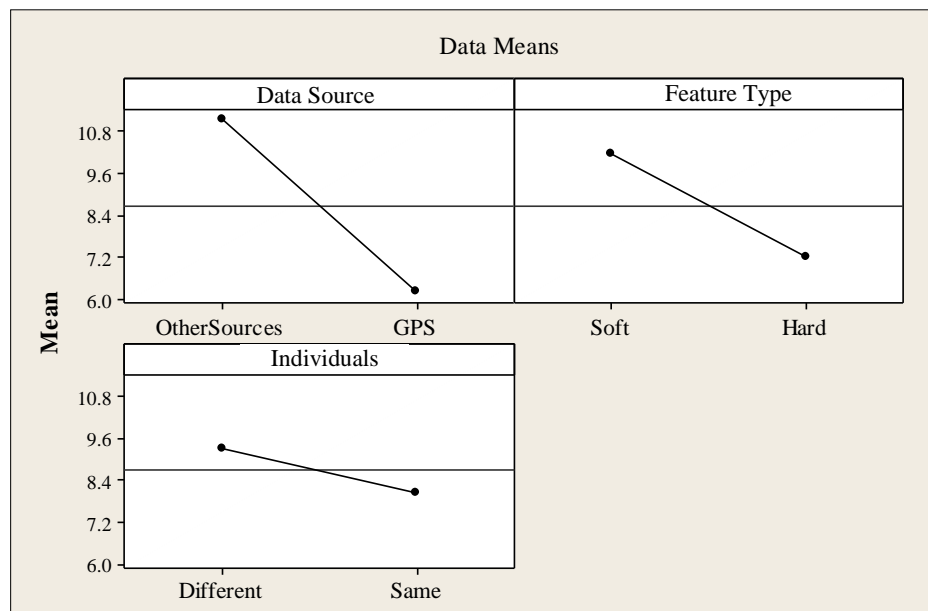 Data Means
Data Source Feature Type
10.8
9.6
8.4
7.2
6.0
OtherSources GPS Soft Hard
Mean
Individuals
10.8
9.6
8.4
7.2
6.0
Different Same